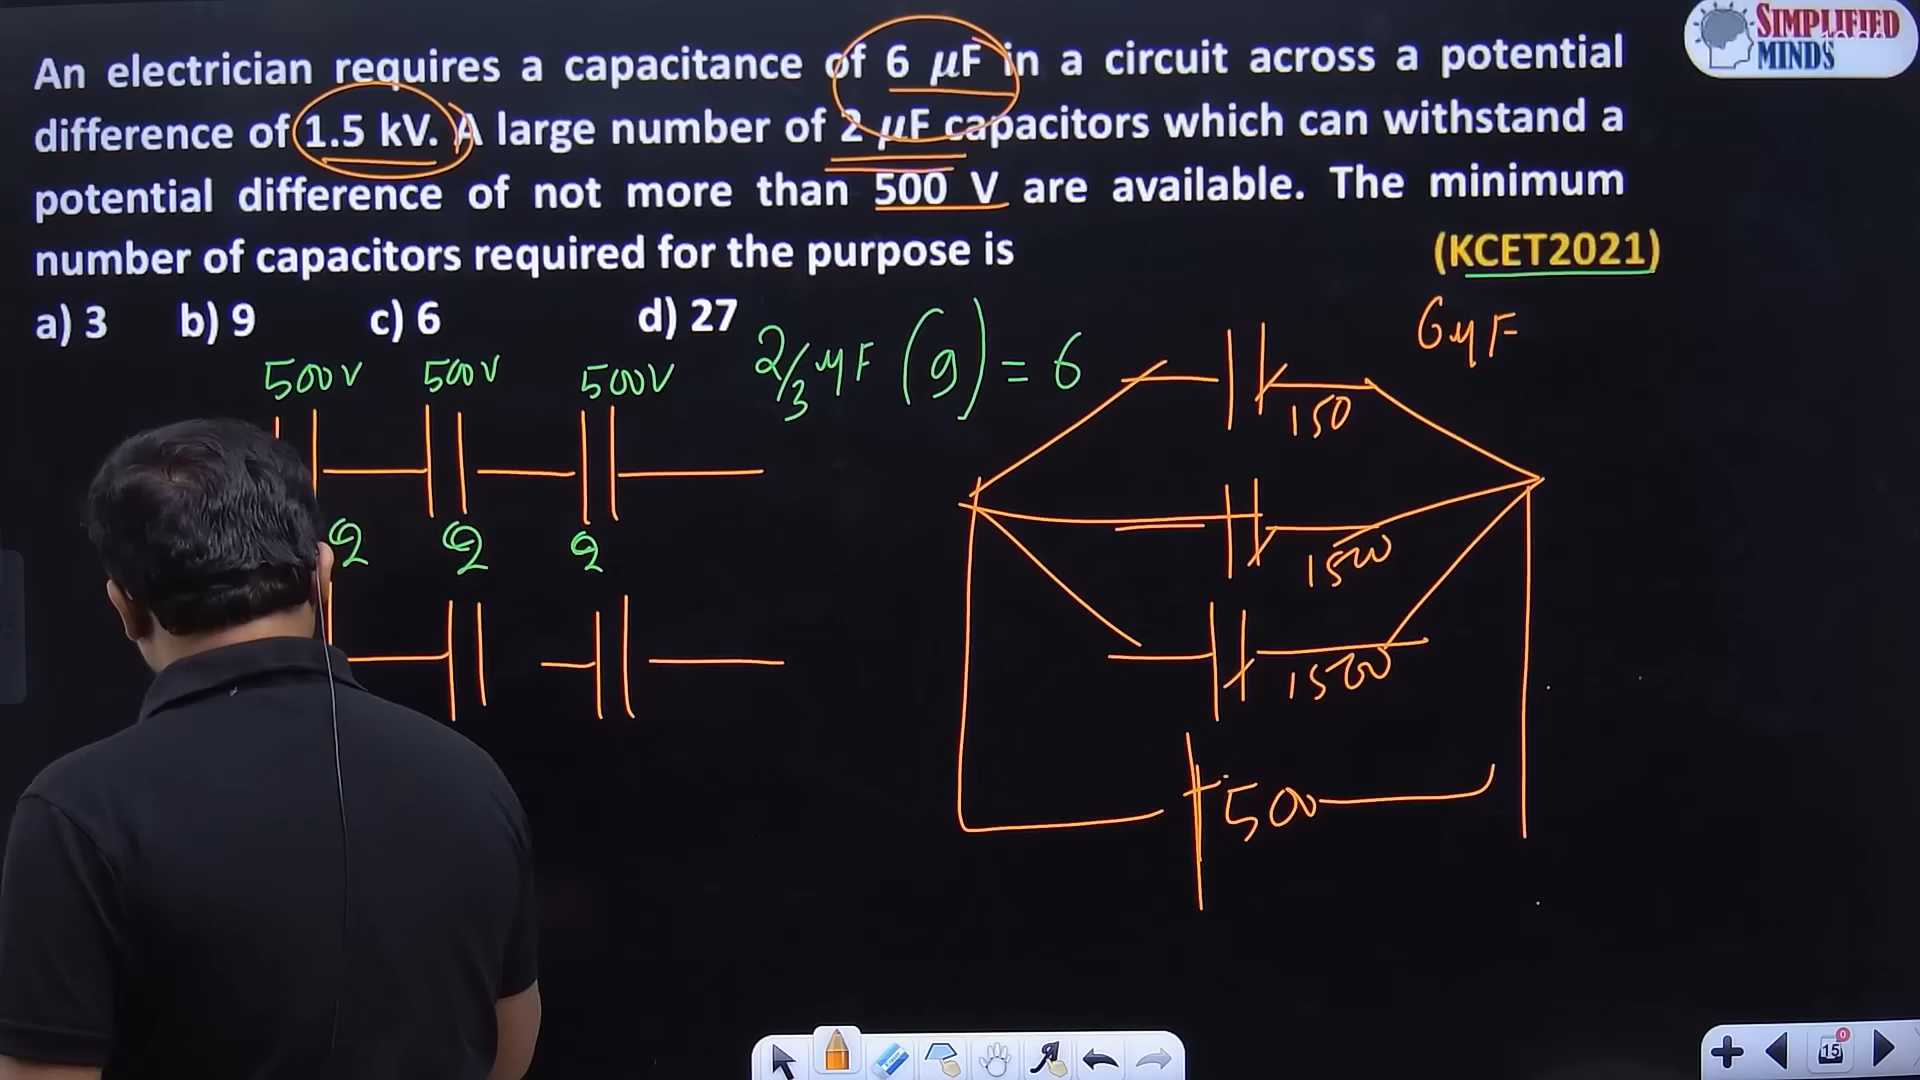 SIMPLIFIED
MINDS
An electrician requires a capacitance of 6 μF in a circuit across a potential
difference of 1.5 kV. A large number of 2 μF capacitors which can withstand a
potential difference of not more than 500 V are available. The minimum
number of capacitors required for the purpose is (KCET2021)
a) 3 b) 9 c) 6 d) 27
500V 500V 500V
2/3 μF (9) = 6
6μF
150
2 2 2
1500
1500
1500
15
0